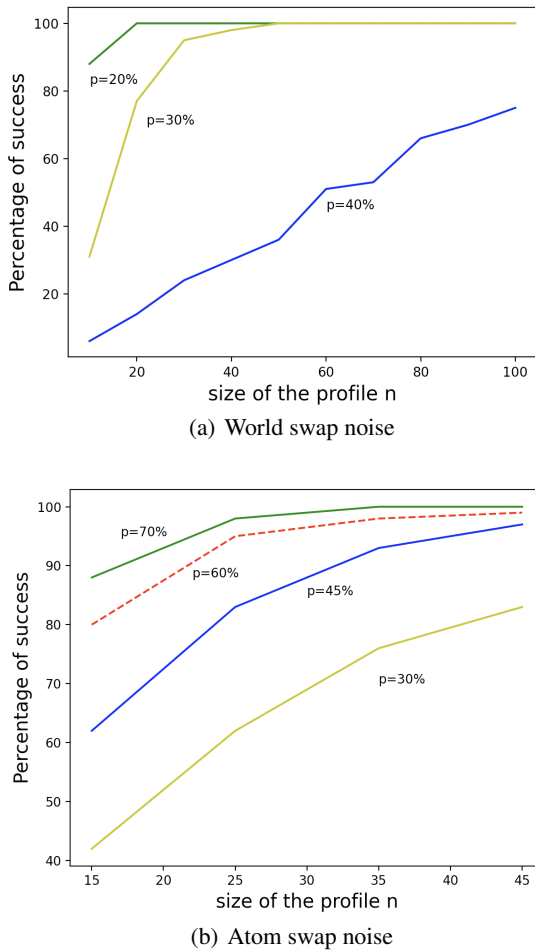 100
80
60
40
20
Percentage of success
p=20%
p=30%
p=40%
20 40 60 80 100
size of the profile n
(a) World swap noise
100
90
80
70
60
50
40
Percentage of success
p=70%
p=60%
p=45%
p=30%
15 20 25 30 35 40 45
size of the profile n
(b) Atom swap noise